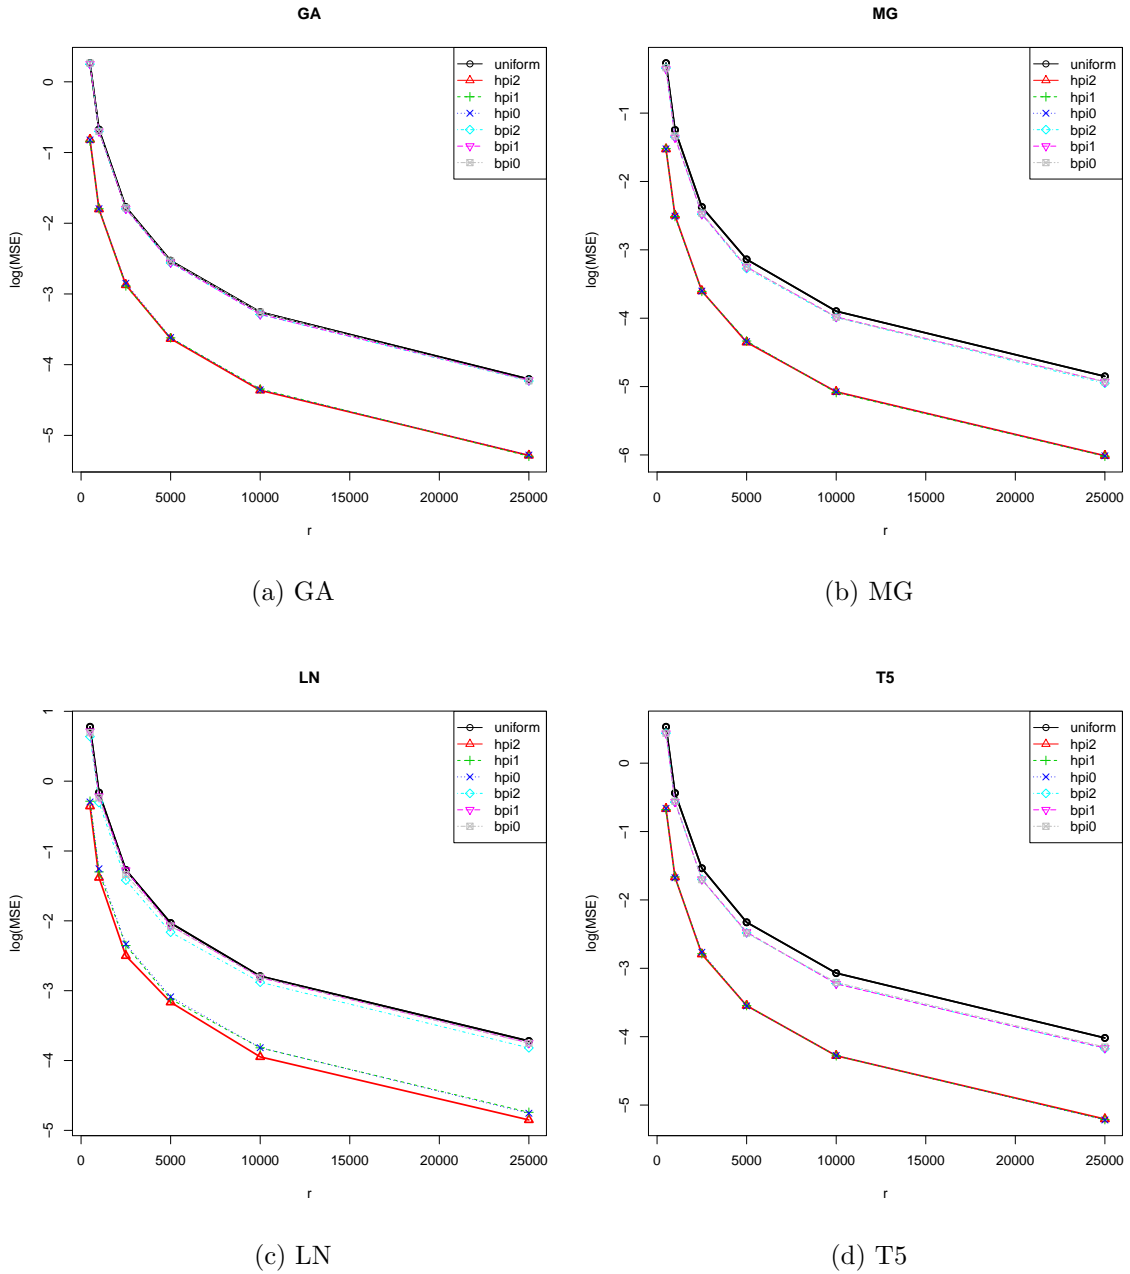 GA
log(MSE)
0
-1
-2
-3
-4
-5
uniform
hpi2
hpi1
hpi0
bpi2
bpi1
bpi0
0 5000 10000 15000 20000 25000
r
(a) GA
MG
log(MSE)
-1
-2
-3
-4
-5
-6
uniform
hpi2
hpi1
hpi0
bpi2
bpi1
bpi0
0 5000 10000 15000 20000 25000
r
(b) MG
LN
log(MSE)
1
0
-1
-2
-3
-4
-5
uniform
hpi2
hpi1
hpi0
bpi2
bpi1
bpi0
0 5000 10000 15000 20000 25000
r
(c) LN
T5
log(MSE)
0
-1
-2
-3
-4
-5
uniform
hpi2
hpi1
hpi0
bpi2
bpi1
bpi0
0 5000 10000 15000 20000 25000
r
(d) T5